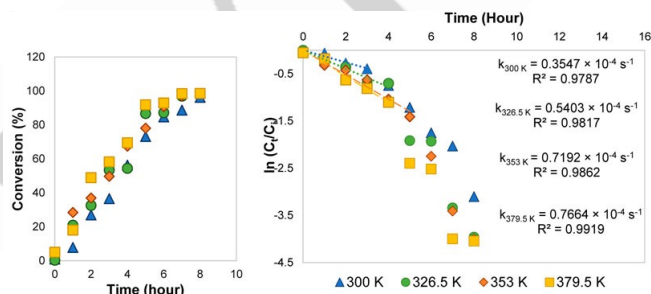 120
100
80
60
40
20
0
0 2 4 6 8 10
Conversion (%)
Time (hour)
Time (Hour)
0 2 4 6 8 10 12 14 16
-0.5
-1.5
-2.5
-3.5
-4.5
ln (Cₜ/Cₜ)
k300 K = 0.3547 × 10⁻⁴ s⁻¹
R² = 0.9787
k326.5 K = 0.5403 × 10⁻⁴ s⁻¹
R² = 0.9817
k353 K = 0.7192 × 10⁻⁴ s⁻¹
R² = 0.9862
k379.5 K = 0.7664 × 10⁻⁴ s⁻¹
R² = 0.9919
300 K 326.5 K 353 K 379.5 K